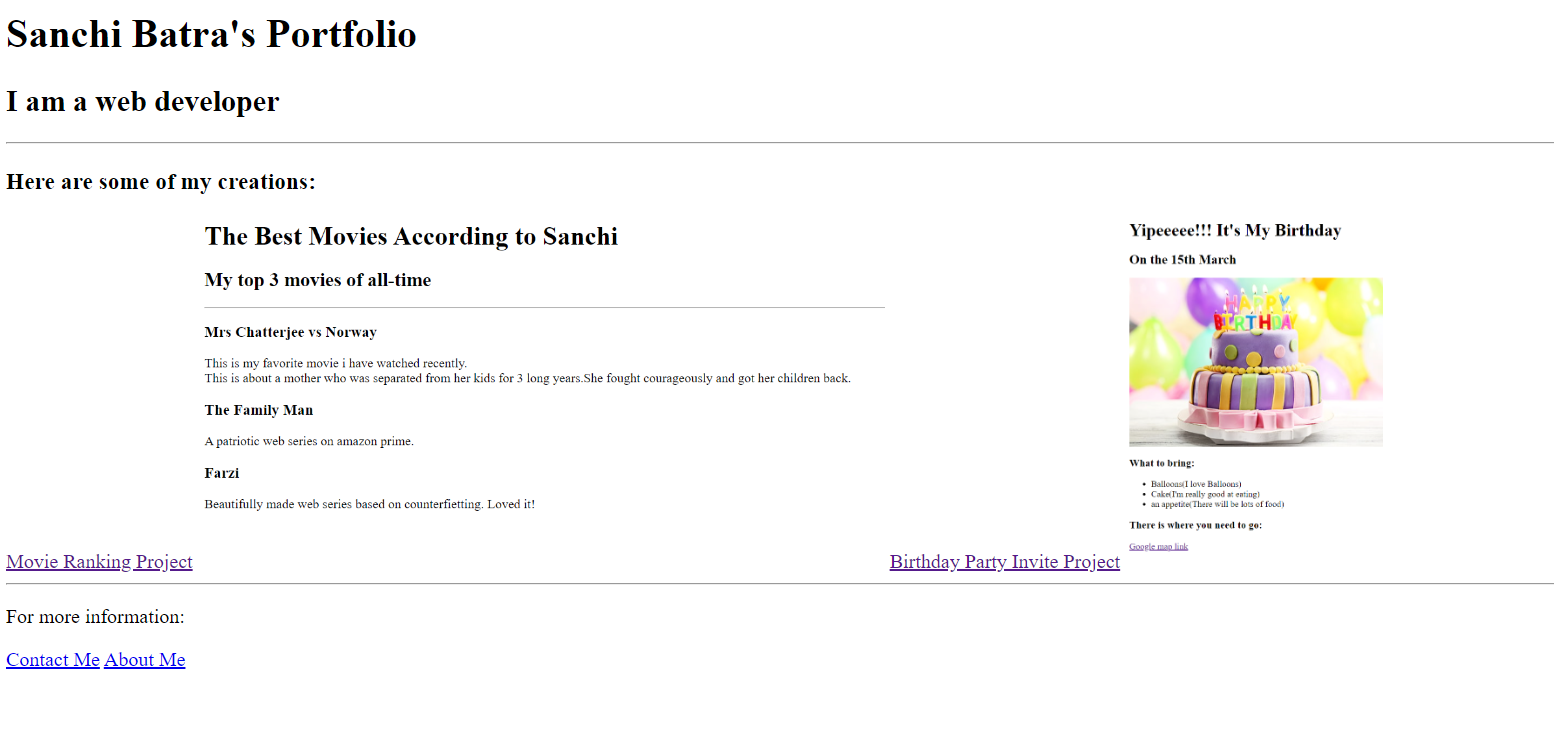 Sanchi Batra's Portfolio
I am a web developer
Here are some of my creations:
The Best Movies According to Sanchi
My top 3 movies of all-time
Mrs Chatterjee vs Norway
This is my favorite movie i have watched recently.
This is about a mother who was separated from her kids for 3 long years.She fought courageously and got her children back.
The Family Man
A patriotic web series on amazon prime.
Farzi
Beautifully made web series based on counterfietting. Loved it!
Movie Ranking Project
Yipeeeee!!! It's My Birthday
On the 15th March
HAPPY
BIRTHDAY
What to bring:
Balloons(I love Balloons)
Cake(I'm really good at eating)
an appetite(There will be lots of food)
There is where you need to go:
Google map link
Birthday Party Invite Project
For more information:
Contact Me About Me